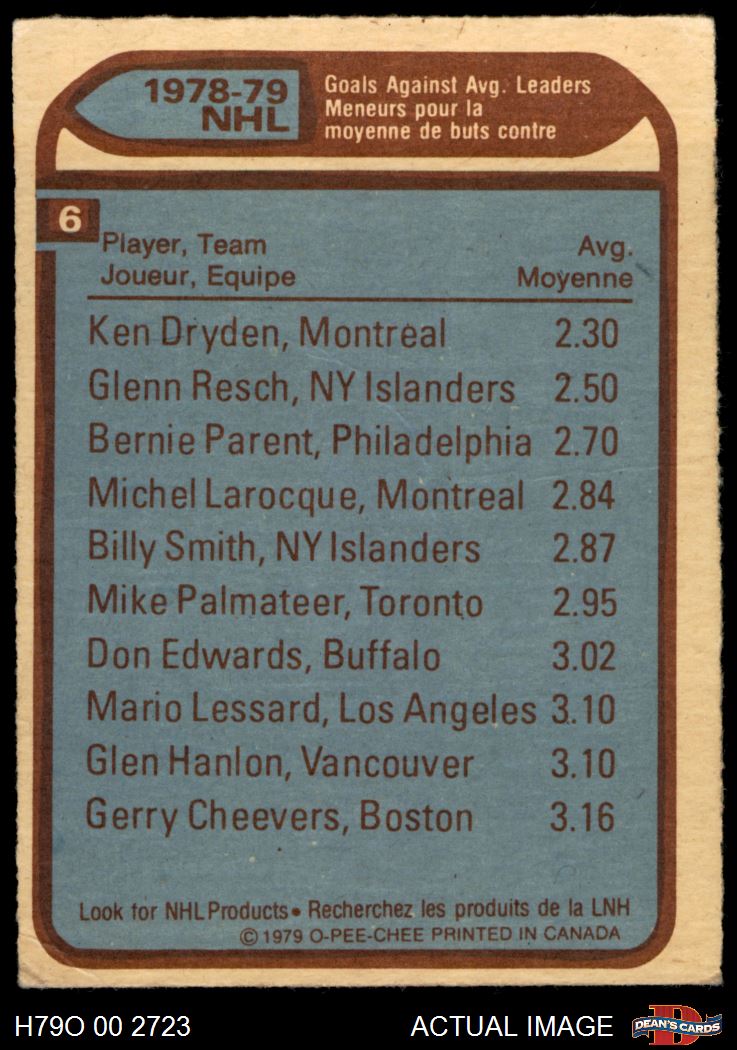 1978-79
NHL
Goals Against Avg. Leaders
Meneurs pour la
moyenne de buts contre
6
Player, Team Avg.
Joueur, Equipe Moyenne
Ken Dryden, Montreal 2.30
Glenn Resch, NY Islanders 2.50
Bernie Parent, Philadelphia 2.70
Michel Larocque, Montreal 2.84
Billy Smith, NY Islanders 2.87
Mike Palmateer, Toronto 2.95
Don Edwards, Buffalo 3.02
Mario Lessard, Los Angeles 3.10
Glen Hanlon, Vancouver 3.10
Gerry Cheevers, Boston 3.16
Look for NHL Products • Recherchez les produits de la LNH
© 1979 O-PEE-CHEE PRINTED IN CANADA
H79O 00 2723 ACTUAL IMAGE
D
DEAN'S CARDS